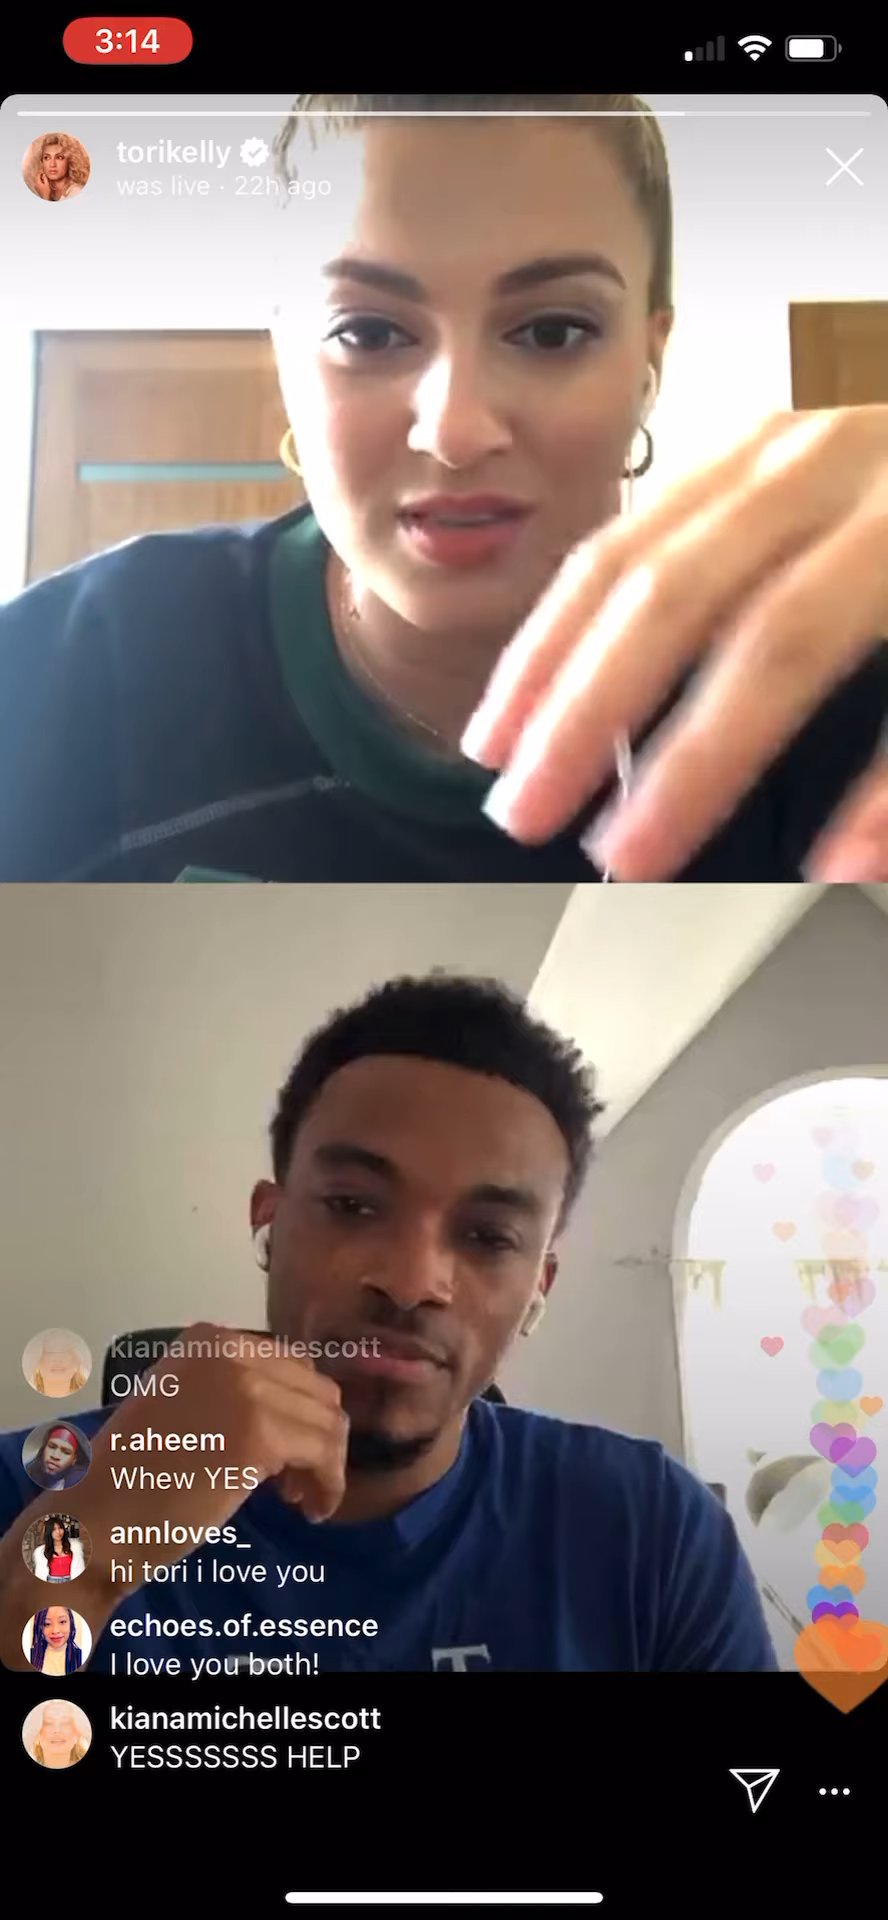 3:14
torikelly
was live · 22h ago
kianamichellescott
OMG
r.aheem
Whew YES
annloves_
hi tori i love you
echoes.of.essence
I love you both!
T
kianamichellescott
YESSSSSSS HELP